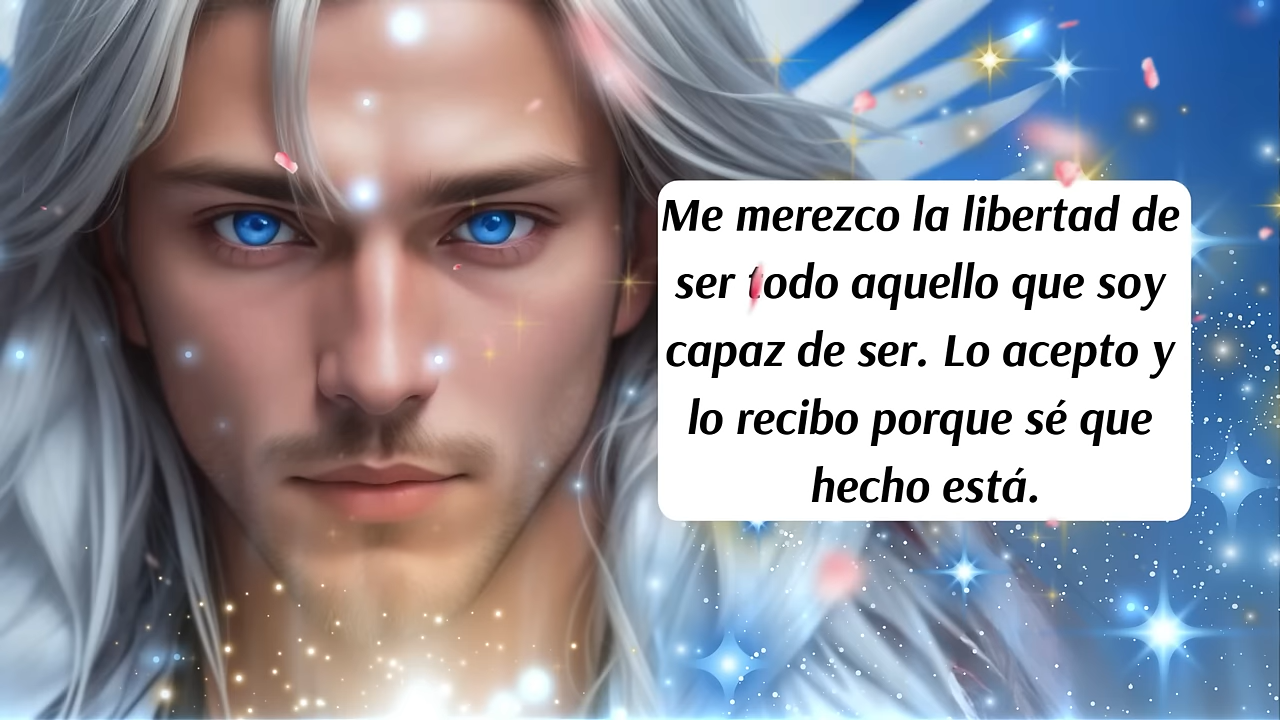 Me merezco la libertad de
ser todo aquello que soy
capaz de ser. Lo acepto y
lo recibo porque sé que
hecho está.